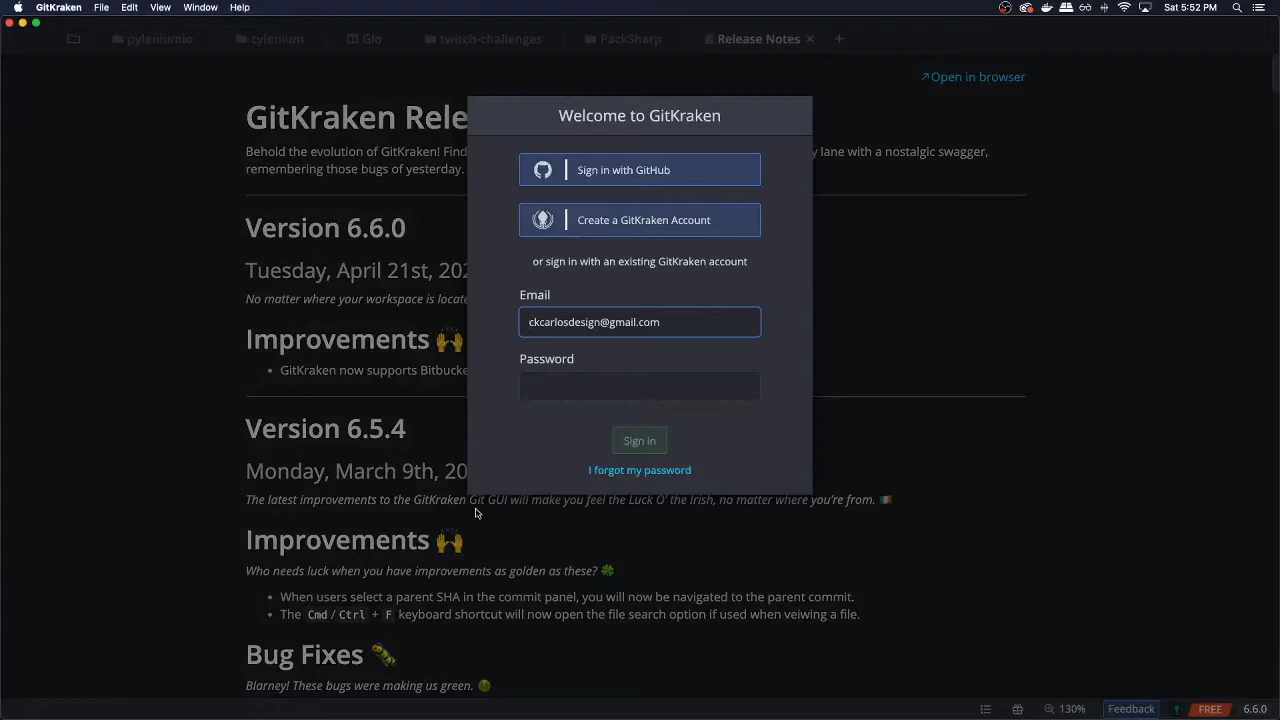 GitKraken File Edit View Window Help Sat 5:52 PM
pyleniumio cylenium Glo twitch-challenges PackSharp Release Notes
Open in browser
GitKraken Rele
Behold the evolution of GitKraken! Find y lane with a nostalgic swagger,
remembering those bugs of yesterday.
Version 6.6.0
Tuesday, April 21st, 202
No matter where your workspace is locate
Improvements 🙌
• GitKraken now supports Bitbucke
Version 6.5.4
Monday, March 9th, 20
The latest improvements to the GitKraken Git GUI will make you feel the Luck O' the Irish, no matter where you're from. 🇮🇪
Improvements 🙌
Who needs luck when you have improvements as golden as these? 🍀
• When users select a parent SHA in the commit panel, you will now be navigated to the parent commit.
• The Cmd/Ctrl + F keyboard shortcut will now open the file search option if used when veiwing a file.
Bug Fixes 🐛
Blarney! These bugs were making us green. 🤢
Welcome to GitKraken
Sign in with GitHub
Create a GitKraken Account
or sign in with an existing GitKraken account
Email
ckcarlosdesign@gmail.com
Password
Sign in
I forgot my password
130% Feedback FREE 6.6.0